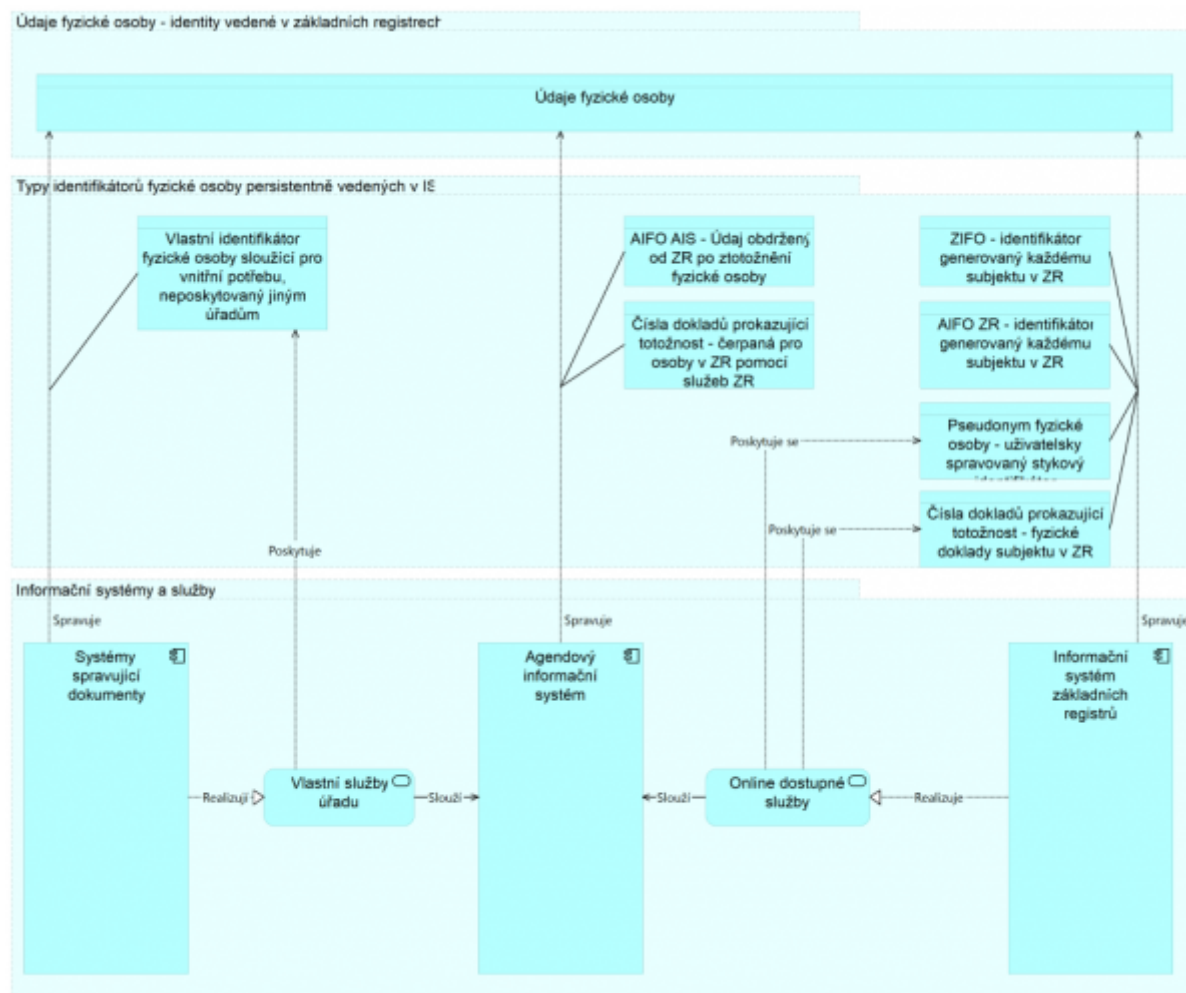 Údaje fyzické osoby - identity vedené v základních registrech
Údaje fyzické osoby
Typy identifikátorů fyzické osoby persistentně vedených v IS
Vlastní identifikátor
fyzické osoby sloužící pro
vnitřní potřebu,
neposkytovaný jiným
úřadům
AIFO AIS - Údaj obdržený
od ZR po ztotožnění
fyzické osoby
Čísla dokladů prokazující
totožnost - čerpaná pro
osoby v ZR pomocí
služeb ZR
ZIFO - identifikátor
generovaný každému
subjektu v ZR
AIFO ZR - identifikátor
generovaný každému
subjektu v ZR
Pseudonym fyzické
osoby - uživatelsky
spravovaný stykový
Poskytuje se
Čísla dokladů prokazující
totožnost - fyzické
doklady subjektu v ZR
Poskytuje se
Poskytuje
Informační systémy a služby
Spravuje
Spravuje
Spravuje
Systémy
spravující
dokumenty
Agendový
informační
systém
Informační
systém
základních
registrů
Realizují
Vlastní služby
úřadu
Slouží
Slouží
Online dostupné
služby
Realizuje